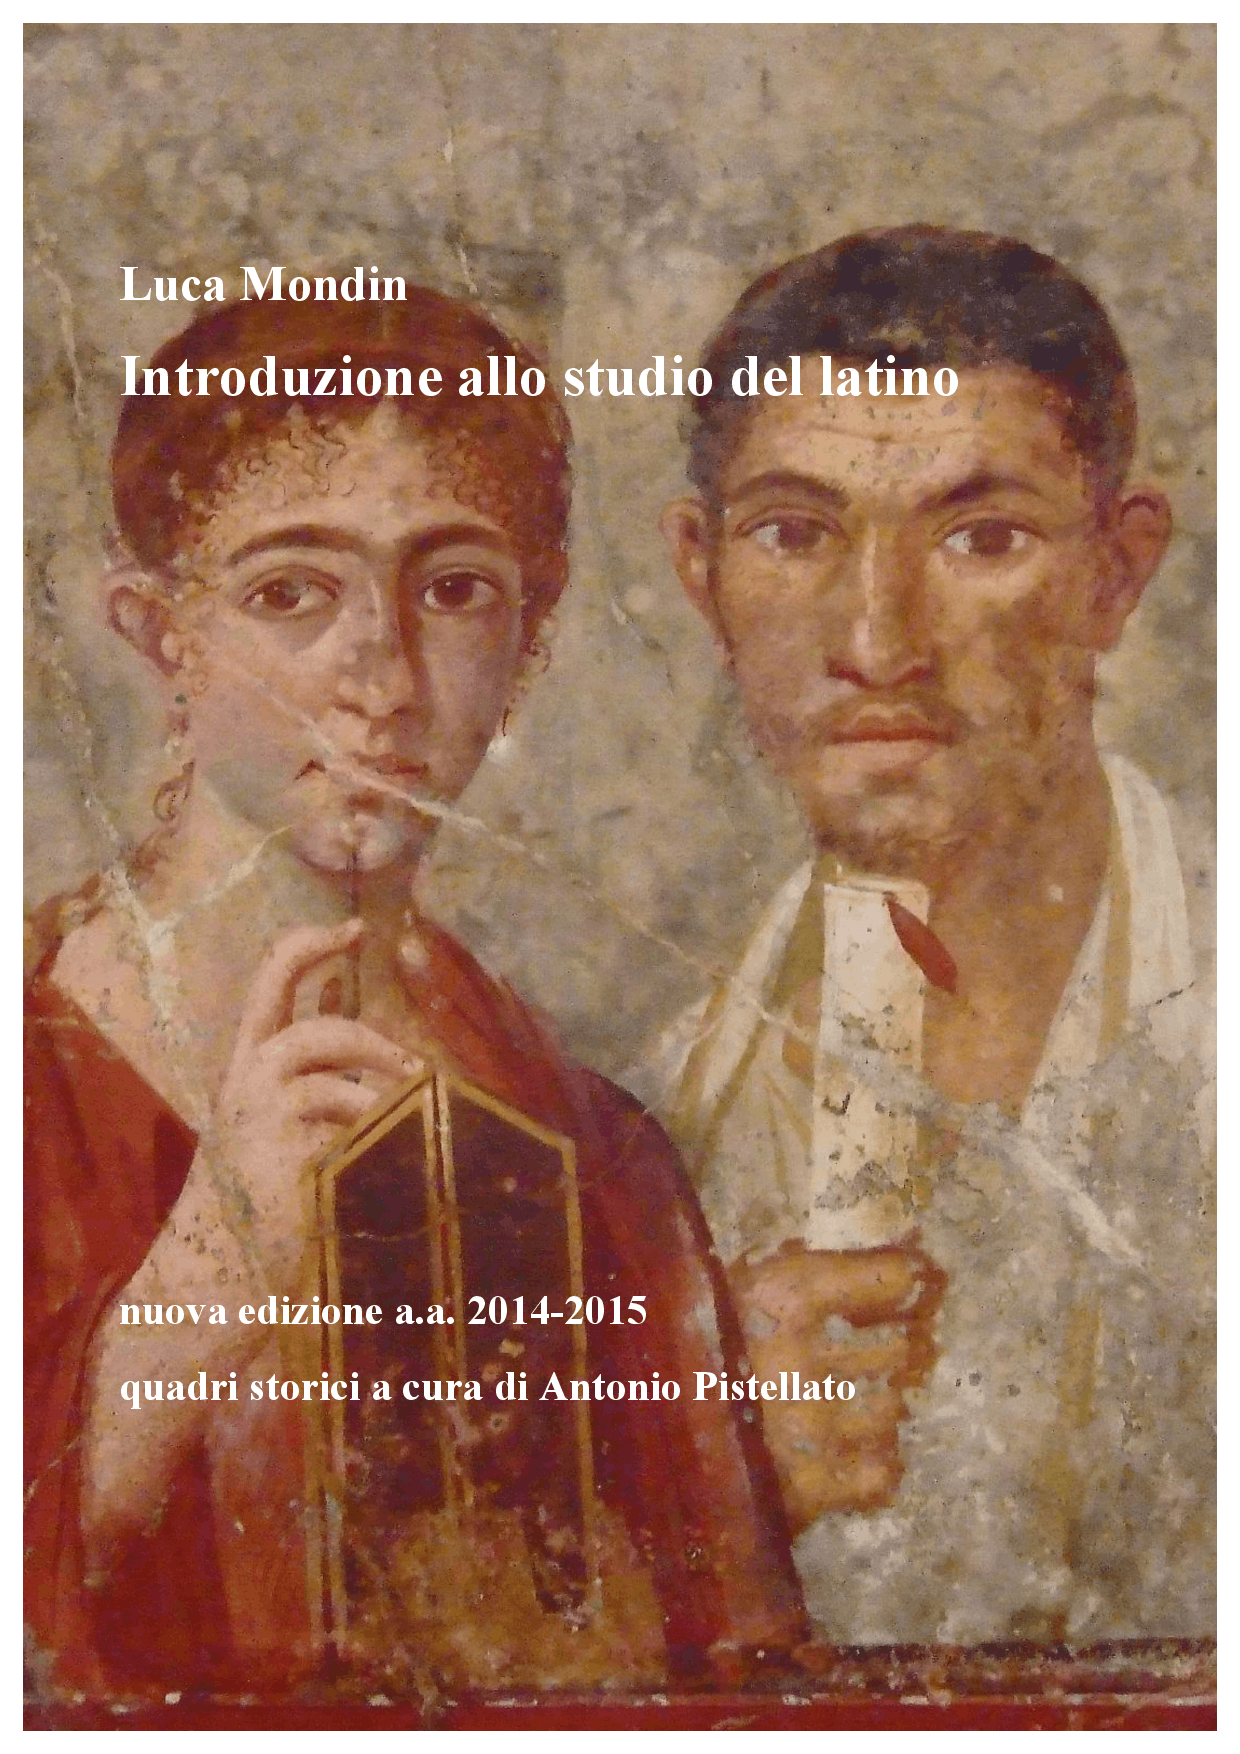 Luca Mondin
Introduzione allo studio del latino
nuova edizione a.a. 2014-2015
quadri storici a cura di Antonio Pistellato